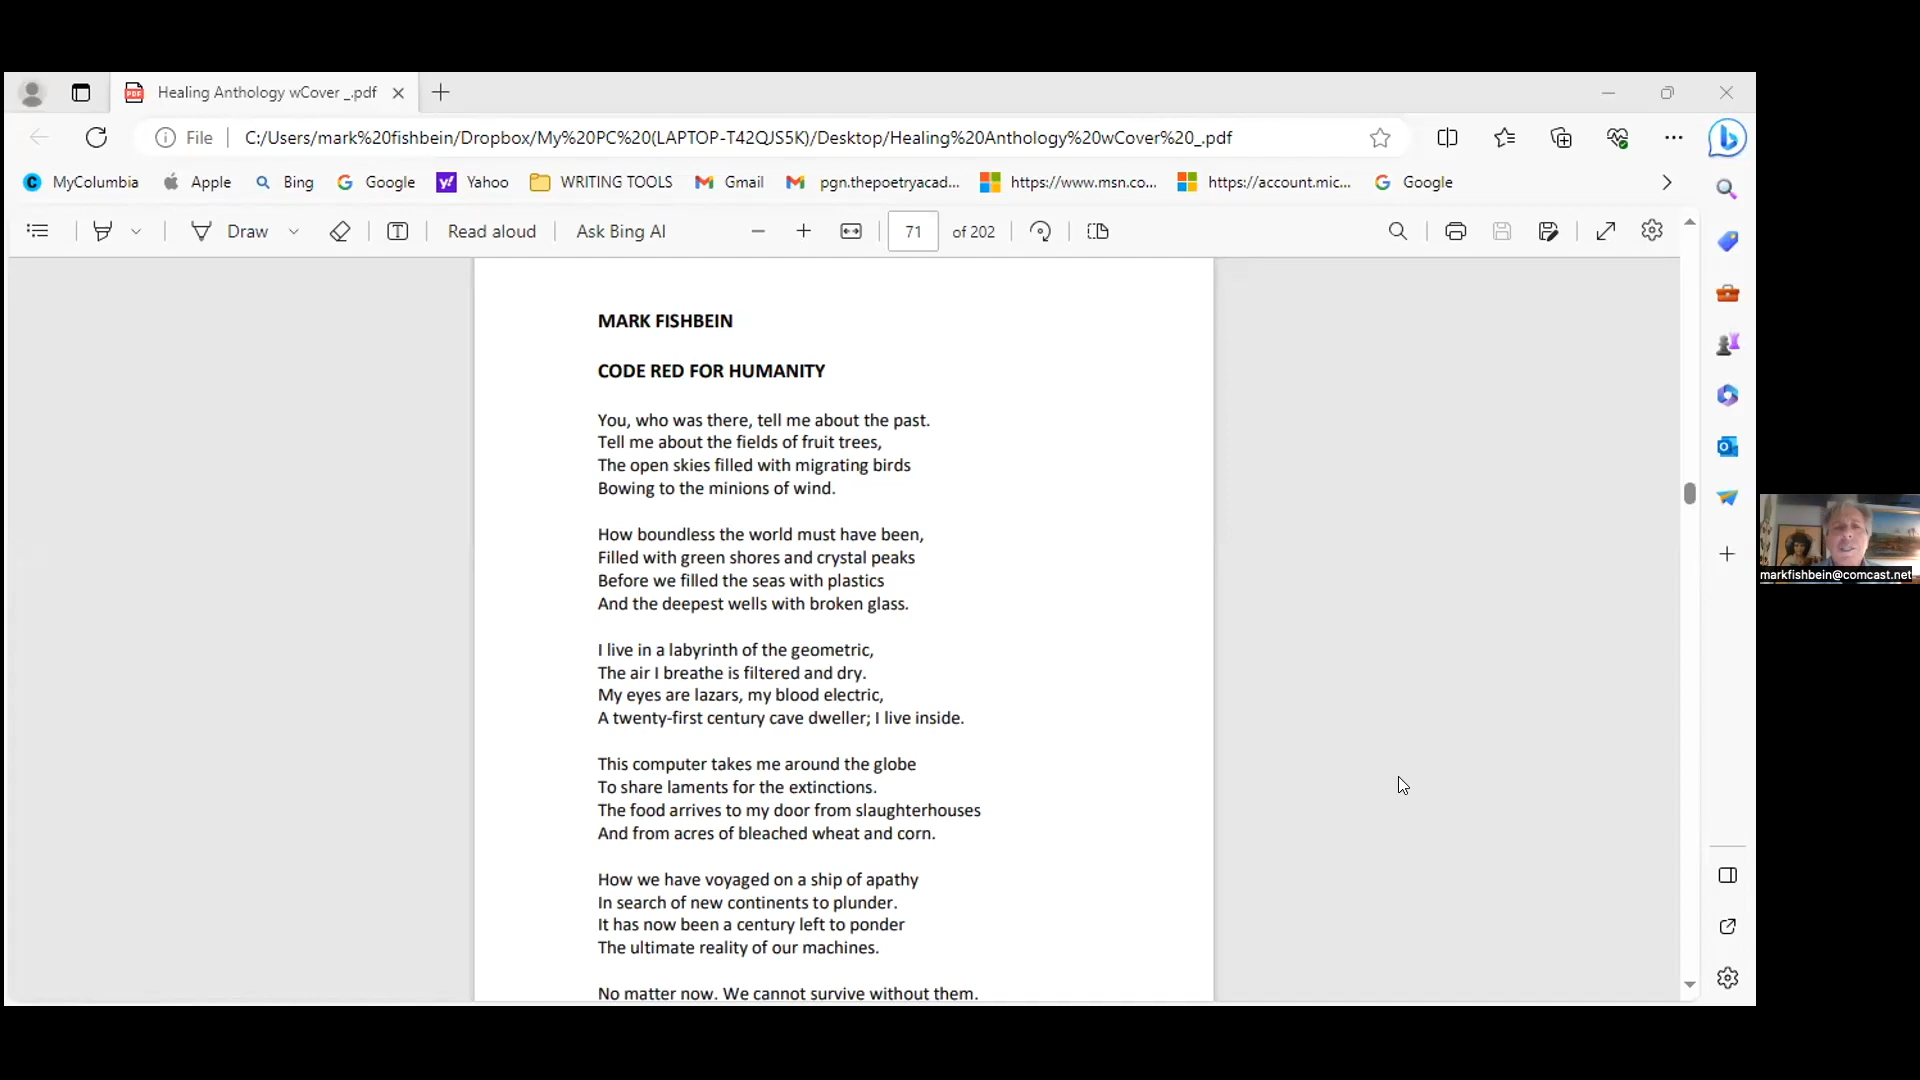 Healing Anthology wCover _.pdf
File
C:/Users/mark%20fishbein/Dropbox/My%20PC%20(LAPTOP-T42QJS5K)/Desktop/Healing%20Anthology%20wCover%20_.pdf
MyColumbia Apple Bing Google Yahoo WRITING TOOLS Gmail pgn.thepoetryacad... https://www.msn.co... https://account.mic... Google
Draw Read aloud Ask Bing AI 71 of 202
MARK FISHBEIN
CODE RED FOR HUMANITY
You, who was there, tell me about the past.
Tell me about the fields of fruit trees,
The open skies filled with migrating birds
Bowing to the minions of wind.
How boundless the world must have been,
Filled with green shores and crystal peaks
Before we filled the seas with plastics
And the deepest wells with broken glass.
I live in a labyrinth of the geometric,
The air I breathe is filtered and dry.
My eyes are lazars, my blood electric,
A twenty-first century cave dweller; I live inside.
This computer takes me around the globe
To share laments for the extinctions.
The food arrives to my door from slaughterhouses
And from acres of bleached wheat and corn.
How we have voyaged on a ship of apathy
In search of new continents to plunder.
It has now been a century left to ponder
The ultimate reality of our machines.
No matter now. We cannot survive without them.
markfishbein@comcast.net